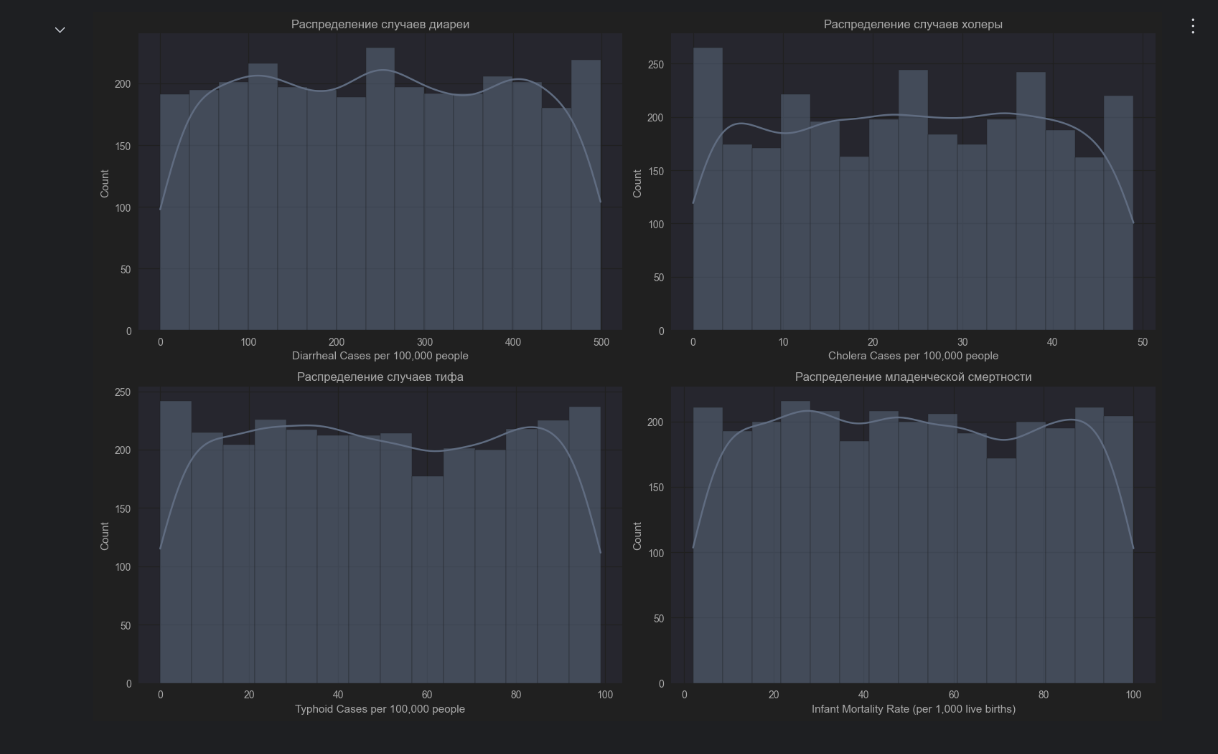 Распределение случаев диареи
200
150
100
50
0
Count
0 100 200 300 400 500
Diarrheal Cases per 100,000 people
Распределение случаев холеры
250
200
150
100
50
0
Count
0 10 20 30 40 50
Cholera Cases per 100,000 people
Распределение случаев тифа
250
200
150
100
50
0
Count
0 20 40 60 80 100
Typhoid Cases per 100,000 people
Распределение младенческой смертности
200
150
100
50
0
Count
0 20 40 60 80 100
Infant Mortality Rate (per 1,000 live births)